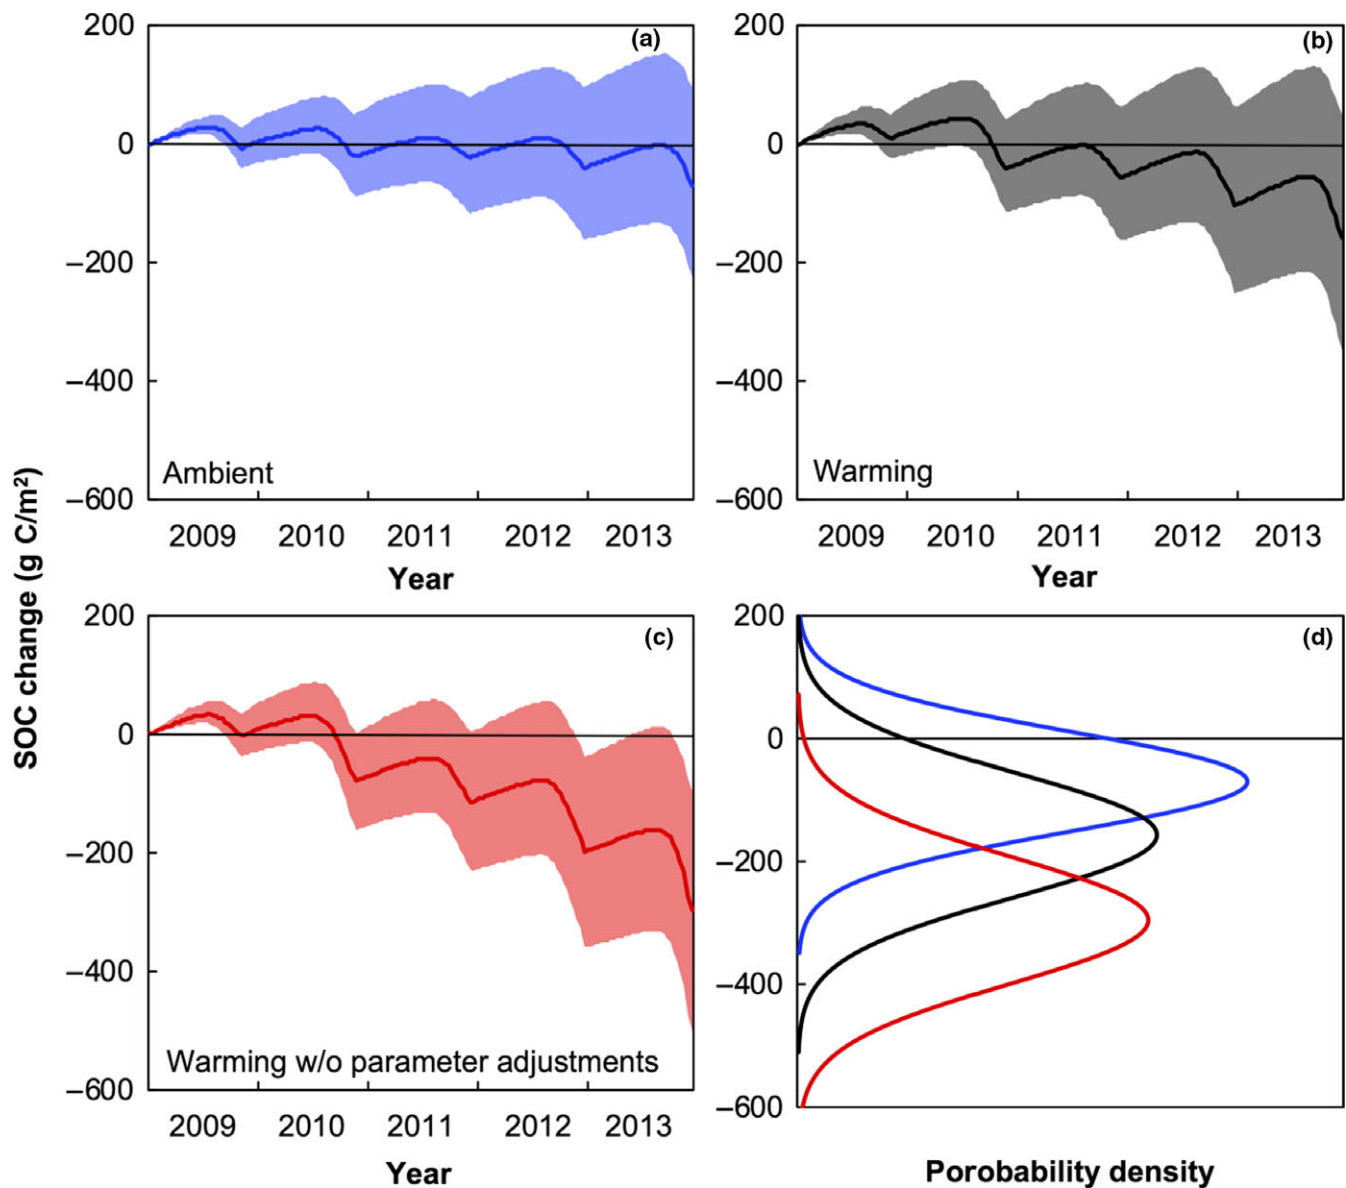 SOC change (g C/m²)
200
0
–200
–400
–600
(a)
Ambient
2009 2010 2011 2012 2013
Year
200
0
–200
–400
–600
(b)
Warming
2009 2010 2011 2012 2013
Year
200
0
–200
–400
–600
(c)
Warming w/o parameter adjustments
2009 2010 2011 2012 2013
Year
200
0
–200
–400
–600
(d)
Porobability density